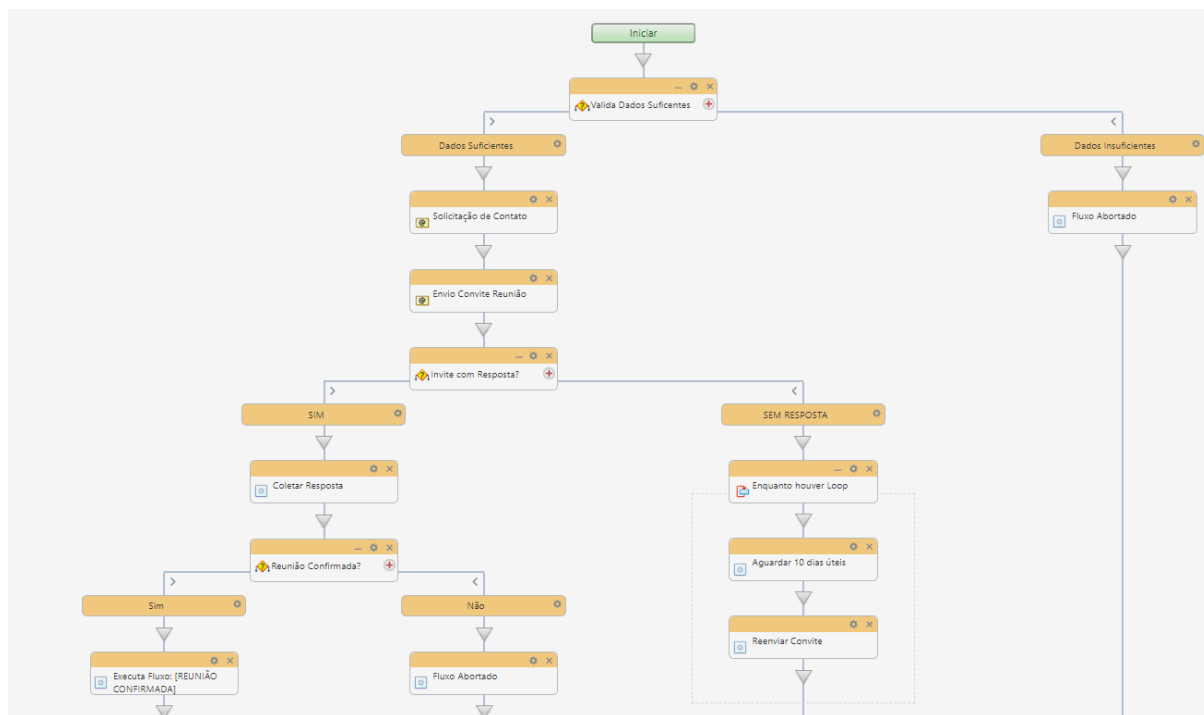 Iniciar
Valida Dados Suficentes
Dados Suficientes
Dados Insuficientes
Solicitação de Contato
Fluxo Abortado
Envio Convite Reunião
Invite com Resposta?
SIM
SEM RESPOSTA
Coletar Resposta
Enquanto houver Loop
Reunião Confirmada?
Aguardar 10 dias úteis
Sim
Não
Reenviar Convite
Executa Fluxo: [REUNIÃO
CONFIRMADA]
Fluxo Abortado